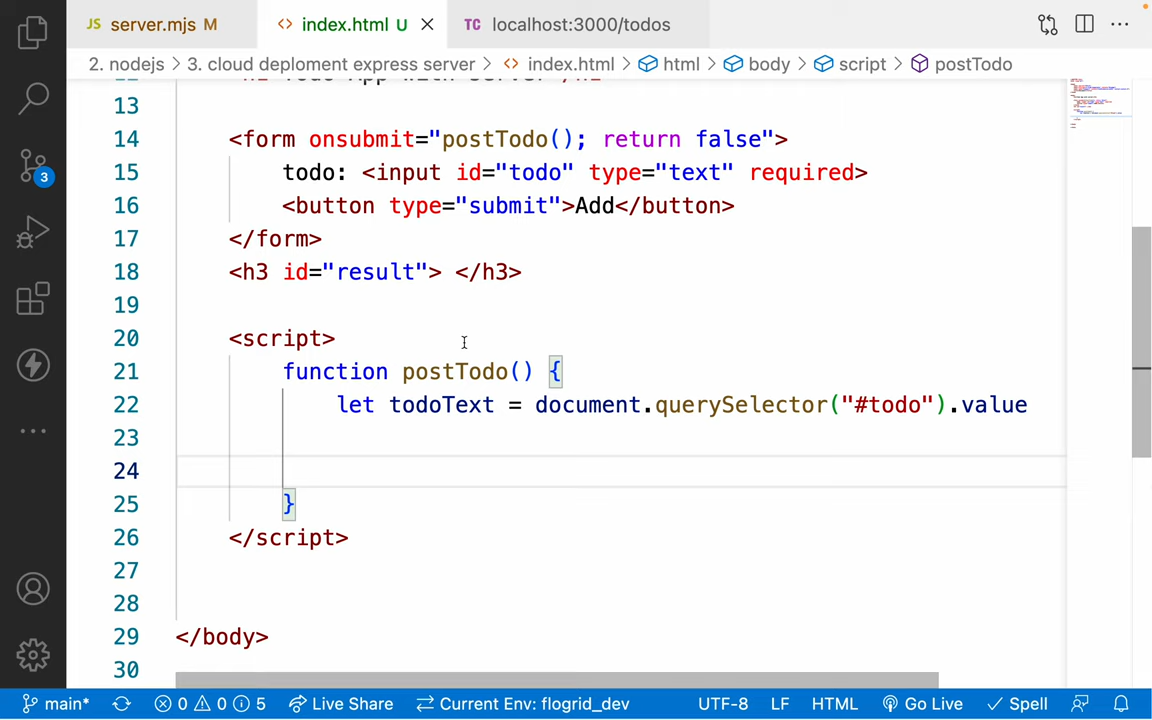 JS server.mjs M
<> index.html U
TC localhost:3000/todos
2. nodejs > 3. cloud deploment express server > <> index.html > html > body > script > postTodo
13
14 <form onsubmit="postTodo(); return false">
15 todo: <input id="todo" type="text" required>
16 <button type="submit">Add</button>
17 </form>
18 <h3 id="result"> </h3>
19
20 <script>
21 function postTodo() {
22 let todoText = document.querySelector("#todo").value
23
24
25 }
26 </script>
27
28
29 </body>
30
3
main* 0 0 5 Live Share Current Env: flogrid_dev UTF-8 LF HTML Go Live Spell